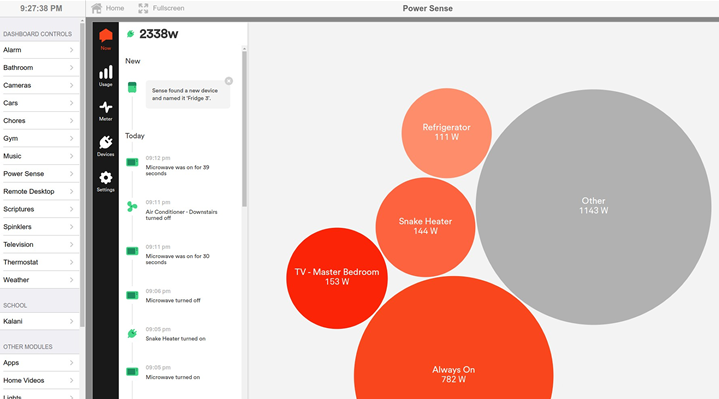 9:27:38 PM
Home
Fullscreen
Power Sense
DASHBOARD CONTROLS
Alarm
Bathroom
Cameras
Cars
Chores
Gym
Music
Power Sense
Remote Desktop
Scriptures
Spinklers
Television
Thermostat
Weather
SCHOOL
Kalani
OTHER MODULES
Apps
Home Videos
Lights
Now
Usage
Meter
Devices
Settings
2338w
New
Sense found a new device
and named it 'Fridge 3'.
Today
09:12 pm
Microwave was on for 39
seconds
09:11 pm
Air Conditioner - Downstairs
turned off
09:11 pm
Microwave was on for 30
seconds
09:06 pm
Microwave turned off
09:05 pm
Snake Heater turned on
09:05 pm
Microwave turned on
Refrigerator
111 W
Other
1143 W
Snake Heater
144 W
TV - Master Bedroom
153 W
Always On
782 W